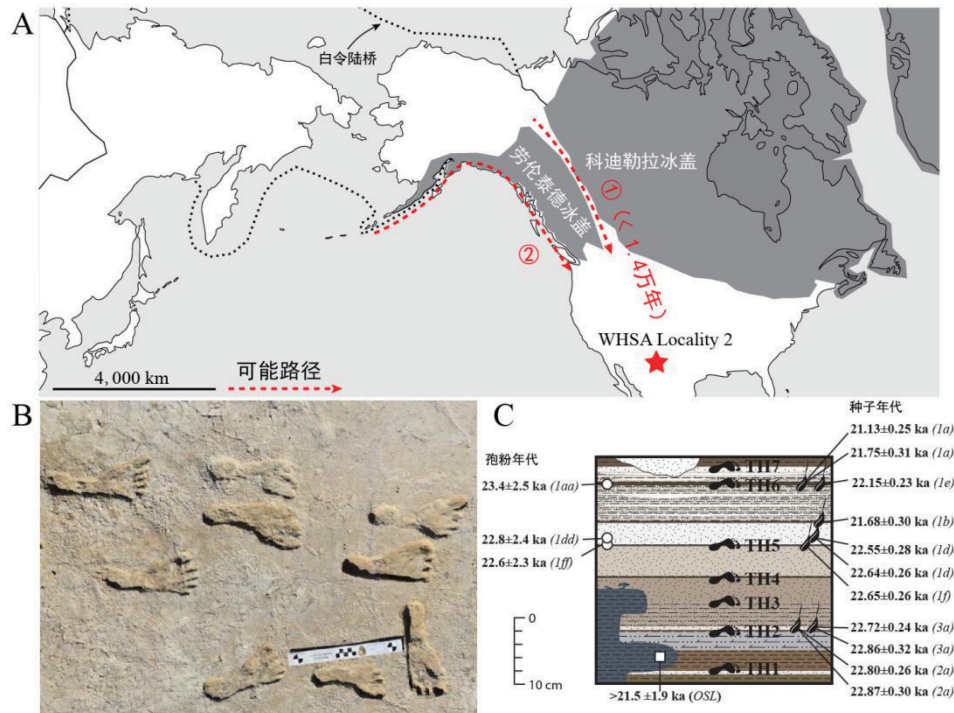 A
白令陆桥
科迪勒拉冰盖
劳伦泰德冰盖
① (< 1.4万年)
②
WHSA Locality 2
4,000 km
可能路径
B
C
种子年代
21.13±0.25 ka (1a)
21.75±0.31 ka (1a)
孢粉年代
TH7
23.4±2.5 ka (1aa)
TH6
22.15±0.23 ka (1e)
21.68±0.30 ka (1b)
22.8±2.4 ka (1dd)
TH5
22.55±0.28 ka (1d)
22.6±2.3 ka (1ff)
22.64±0.26 ka (1d)
TH4
22.65±0.26 ka (1f)
TH3
0
TH2
22.72±0.24 ka (3a)
22.86±0.32 ka (3a)
TH1
22.80±0.26 ka (2a)
10 cm
22.87±0.30 ka (2a)
>21.5 ±1.9 ka (OSL)